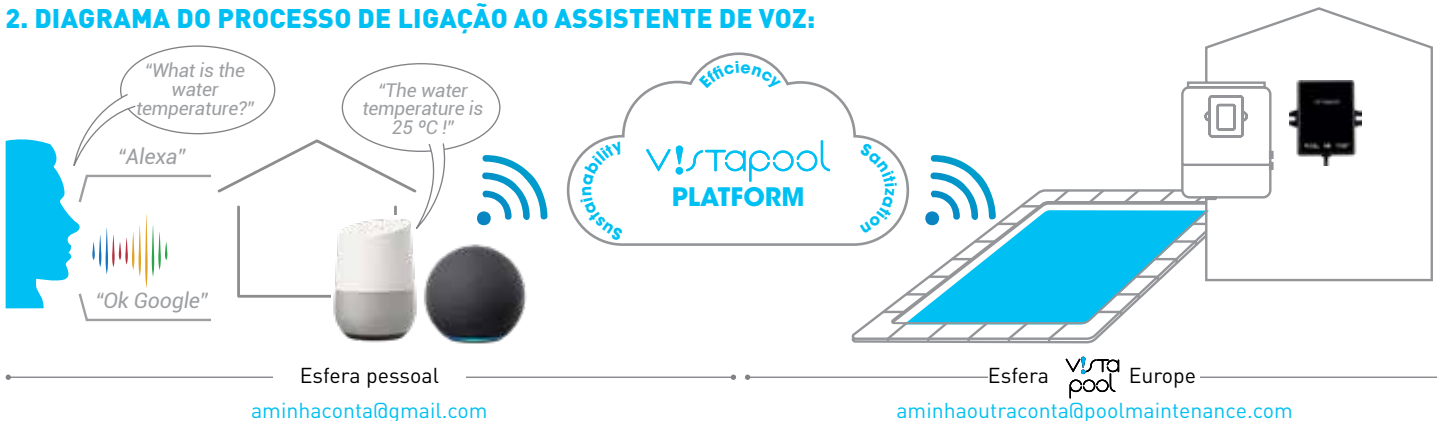 2. DIAGRAMA DO PROCESSO DE LIGAÇÃO AO ASSISTENTE DE VOZ:
“What is the
water
temperature?”
“The water
temperature is
25 ºC !”
“Alexa”
“Ok Google”
Efficiency
Sustainability
Sanitization
V!STapool
PLATFORM
Esfera pessoal
aminhaconta@gmail.com
Esfera V!STa pool Europe
aminhaoutraconta@poolmaintenance.com